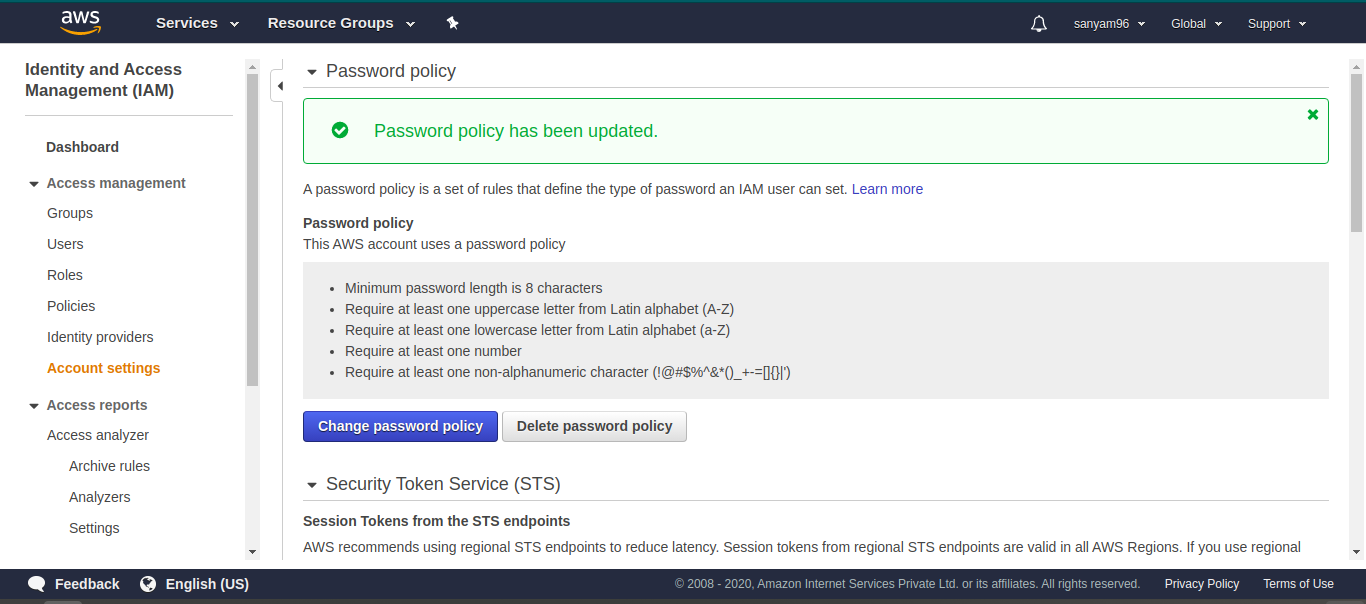 aws
Services
Resource Groups
sanyam96
Global
Support
Identity and Access
Management (IAM)
Dashboard
Access management
Groups
Users
Roles
Policies
Identity providers
Account settings
Access reports
Access analyzer
Archive rules
Analyzers
Settings
Password policy
Password policy has been updated.
A password policy is a set of rules that define the type of password an IAM user can set. Learn more
Password policy
This AWS account uses a password policy
• Minimum password length is 8 characters
• Require at least one uppercase letter from Latin alphabet (A-Z)
• Require at least one lowercase letter from Latin alphabet (a-Z)
• Require at least one number
• Require at least one non-alphanumeric character (!@#$%^&*()_+-=[]{}|')
Change password policy
Delete password policy
Security Token Service (STS)
Session Tokens from the STS endpoints
AWS recommends using regional STS endpoints to reduce latency. Session tokens from regional STS endpoints are valid in all AWS Regions. If you use regional
Feedback
English (US)
© 2008 - 2020, Amazon Internet Services Private Ltd. or its affiliates. All rights reserved.
Privacy Policy
Terms of Use